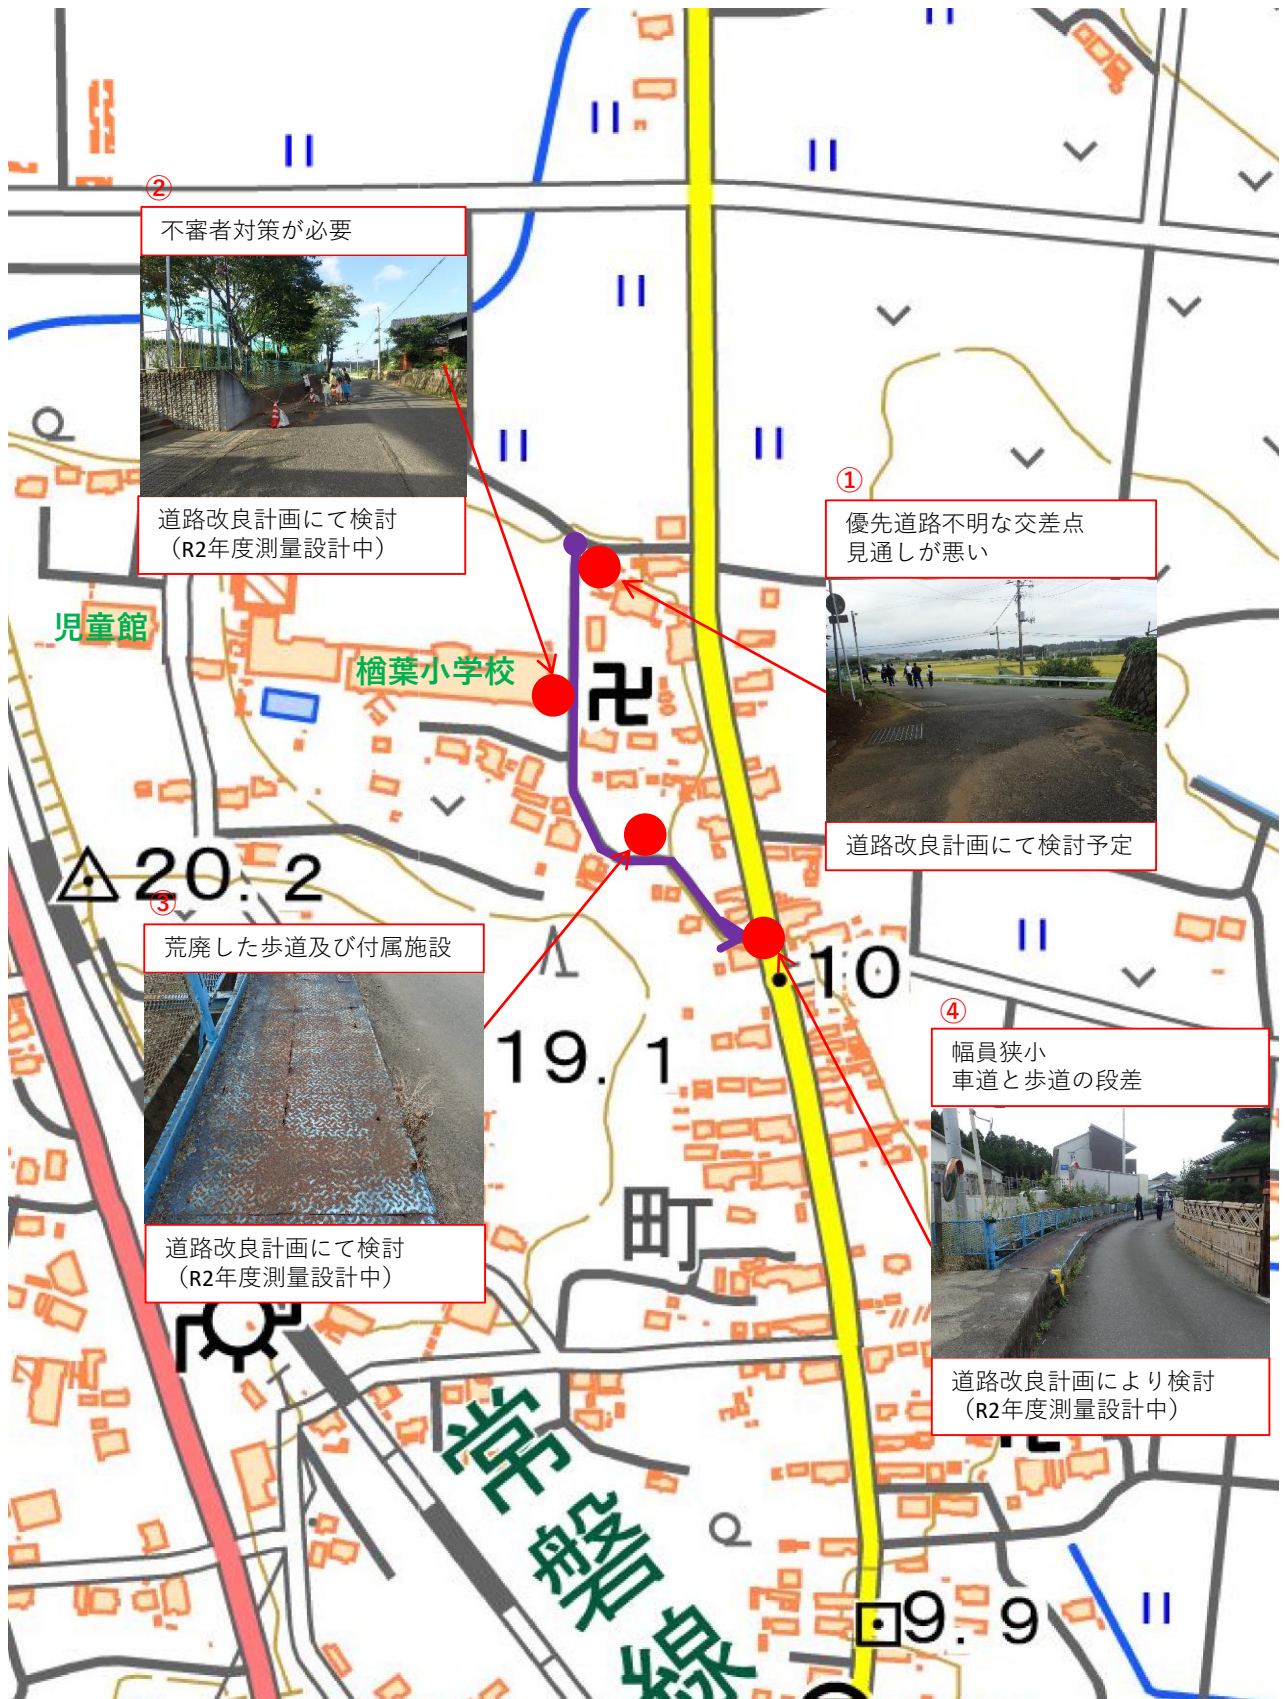 ②
不審者対策が必要
道路改良計画にて検討
（R2年度測量設計中）
①
優先道路不明な交差点
見通しが悪い
道路改良計画にて検討予定
児童館
楢葉小学校
20.2
③
荒廃した歩道及び付属施設
道路改良計画にて検討
（R2年度測量設計中）
10
19.1
④
幅員狭小
車道と歩道の段差
道路改良計画により検討
（R2年度測量設計中）
町
常磐線
9.9